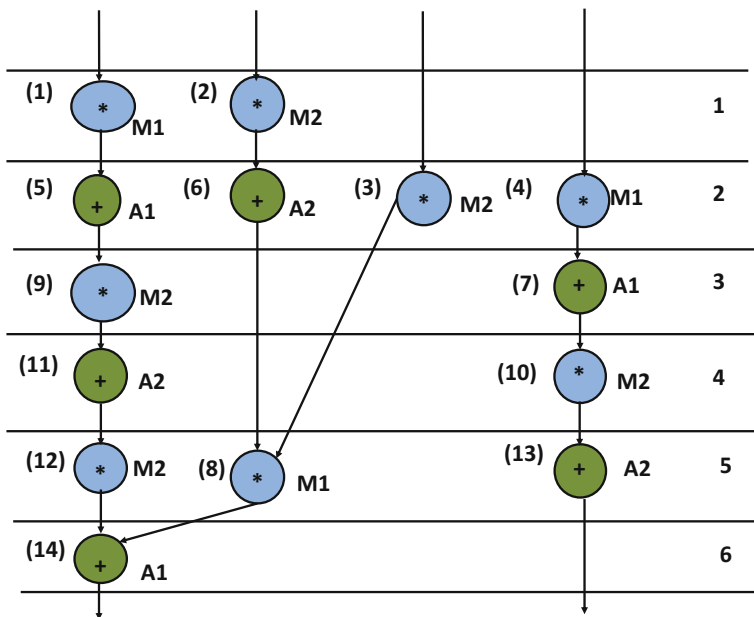 (1) * M1 (2) * M2 1
(5) + A1 (6) + A2 (3) * M2 (4) * M1 2
(9) * M2 (7) + A1 3
(11) + A2 (10) * M2 4
(12) * M2 (8) * M1 (13) + A2 5
(14) + A1 6